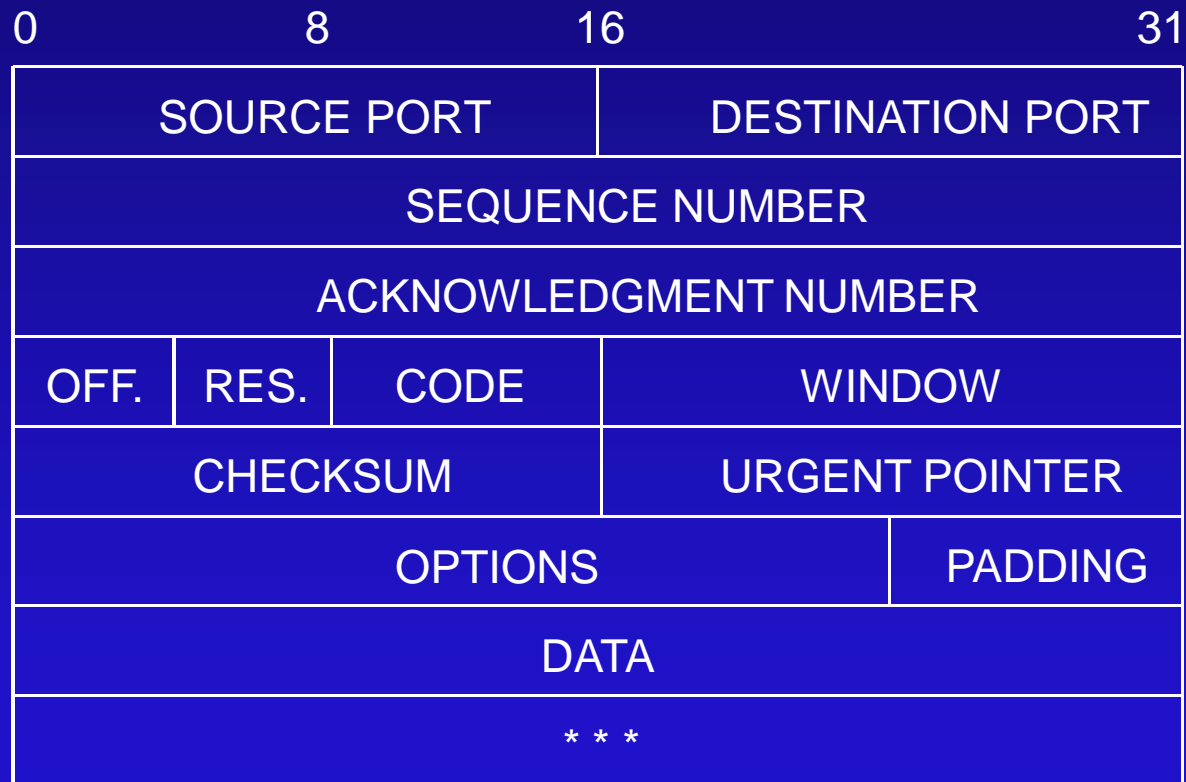 0 8 16 31
SOURCE PORT DESTINATION PORT
SEQUENCE NUMBER
ACKNOWLEDGMENT NUMBER
OFF. RES. CODE WINDOW
CHECKSUM URGENT POINTER
OPTIONS PADDING
DATA
* * *